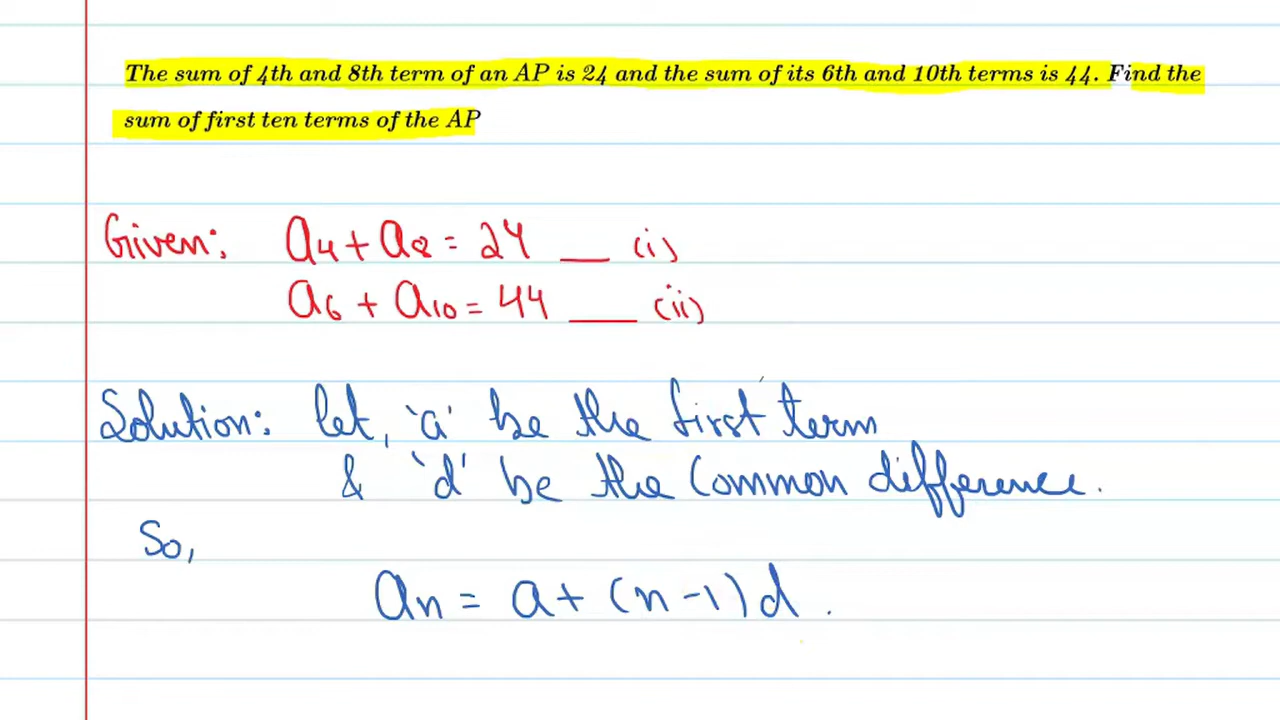 The sum of 4th and 8th term of an AP is 24 and the sum of its 6th and 10th terms is 44. Find the
sum of first ten terms of the AP
Given: a₄ + a₈ = 24 __ (i)
a₆ + a₁₀ = 44 ___ (ii)
Solution: let, 'a' be the first term
& 'd' be the Common difference.
So,
aₙ = a + (n - 1) d .